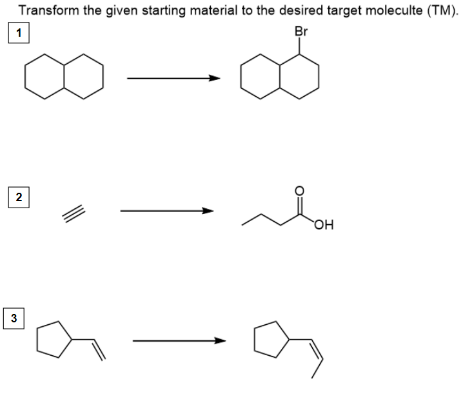 Transform the given starting material to the desired target moleculte (TM).
1
Br
2
O
OH
3